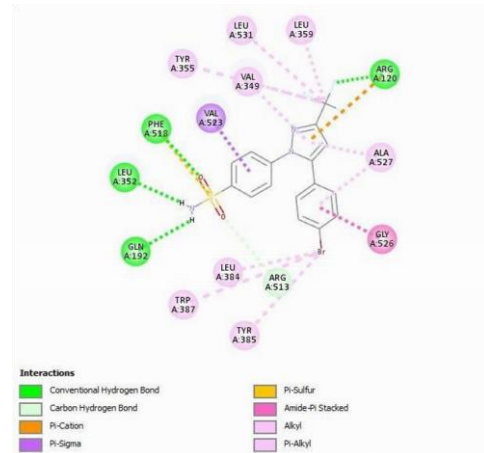 LEU
A:531
LEU
A:359
TYR
A:355
VAL
A:349
ARG
A:120
PHE
A:518
VAL
A:523
ALA
A:527
LEU
A:352
O
H
N
N
N
S
O
H
GLN
A:192
GLY
A:526
Br
LEU
A:384
ARG
A:513
TRP
A:387
TYR
A:385
Interactions
Conventional Hydrogen Bond
Carbon Hydrogen Bond
Pi-Cation
Pi-Sigma
Pi-Sulfur
Amide-Pi Stacked
Alkyl
Pi-Alkyl